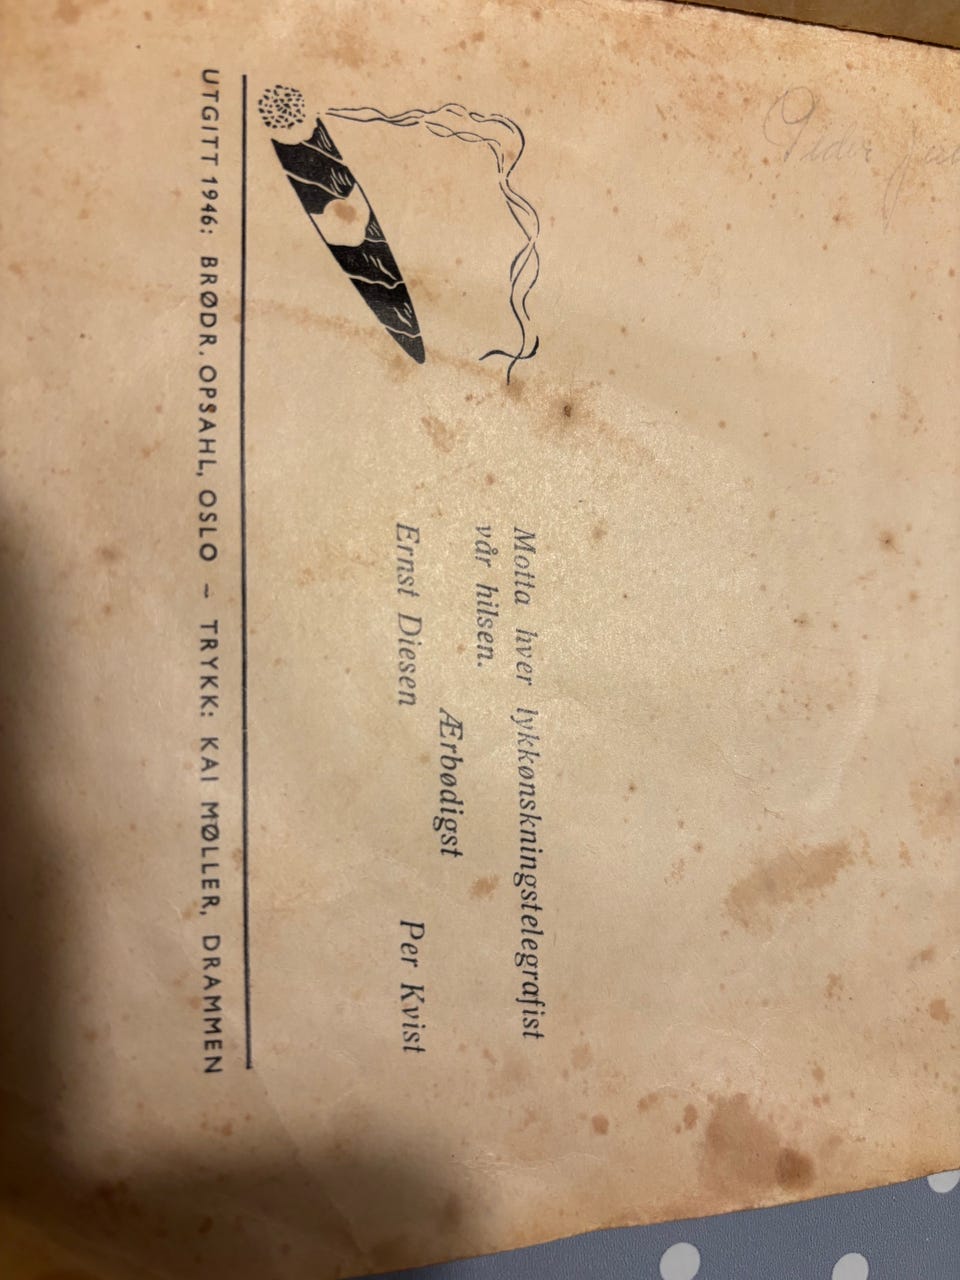 Peder
Motta hver lykkønskningstelegrafist
vår hilsen.
Ærbødigst
Ernst Diesen Per Kvist
UTGITT 1946: BRØDR. OPSAHL, OSLO – TRYKK: KAI MØLLER, DRAMMEN